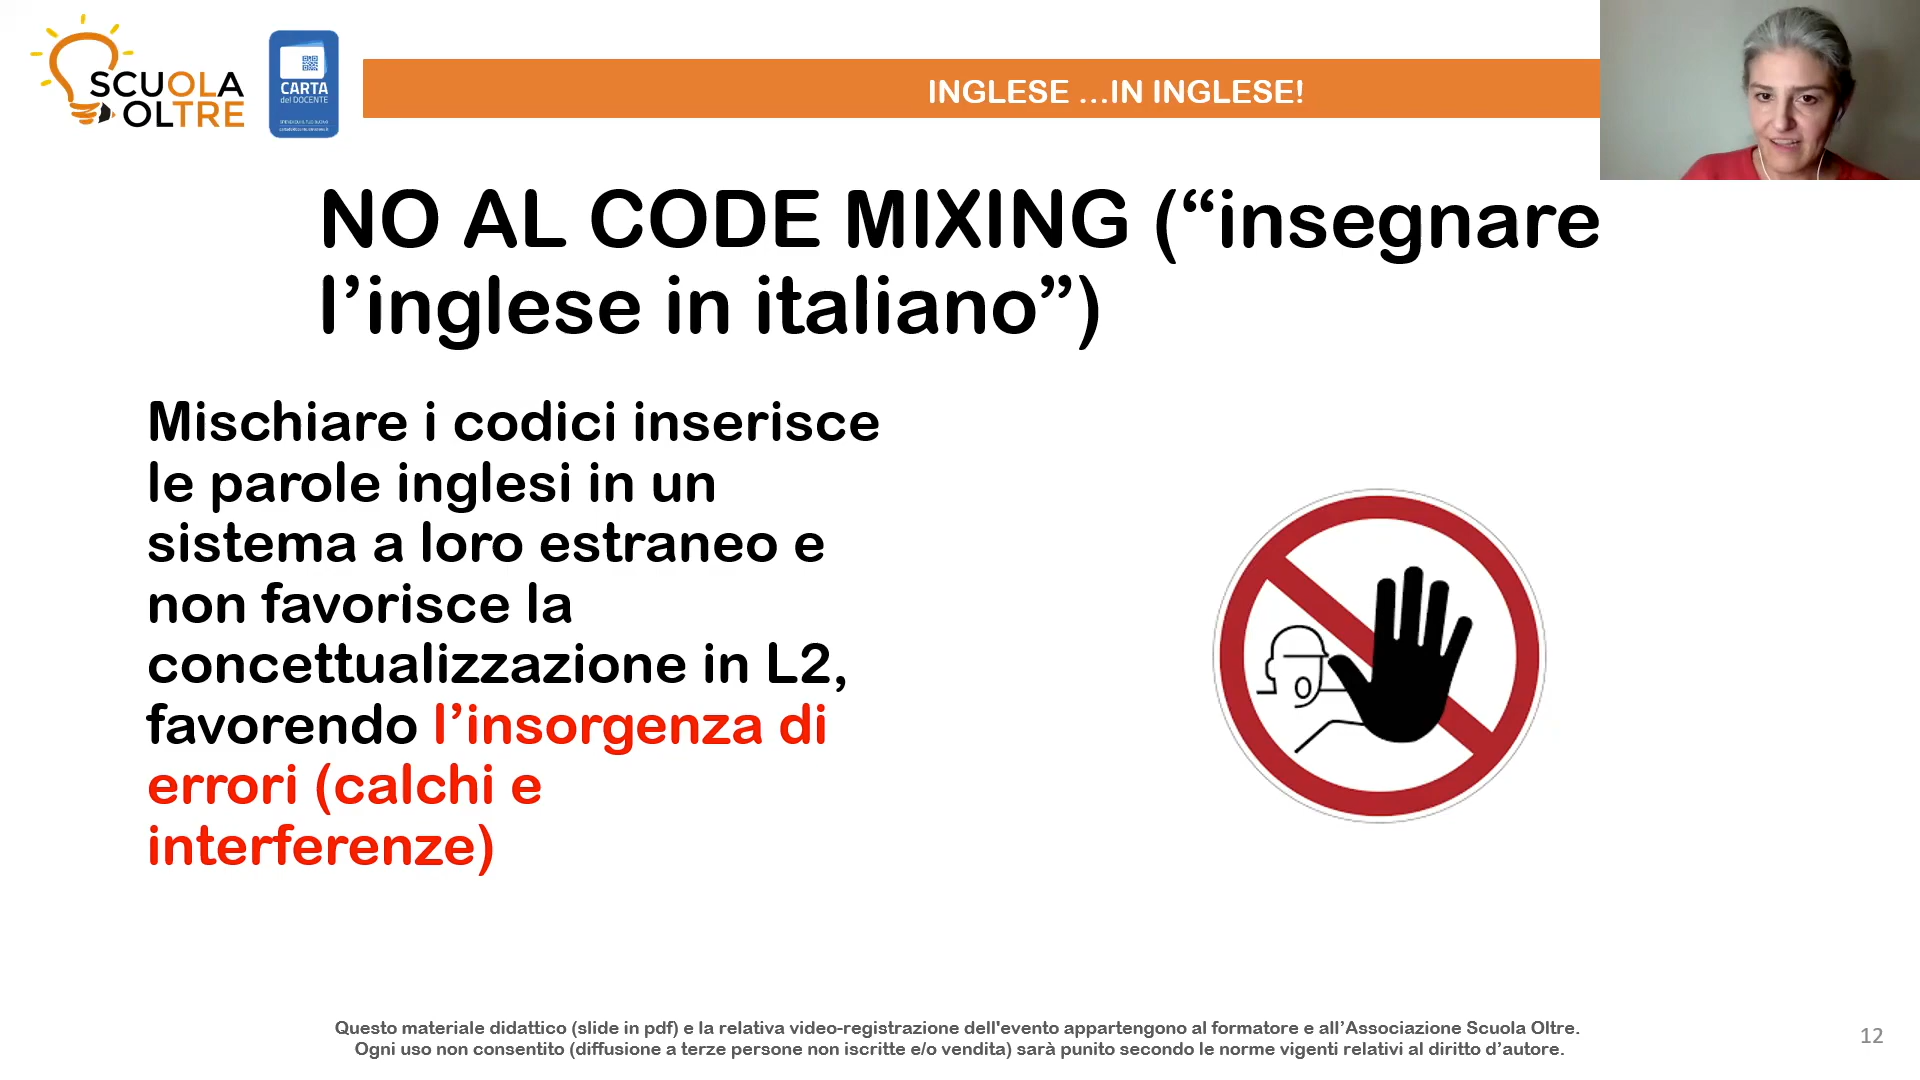 SCUOLA
OLTRE
CARTA
del DOCENTE
INGLESE ...IN INGLESE!
NO AL CODE MIXING (“insegnare
l’inglese in italiano”)
Mischiare i codici inserisce
le parole inglesi in un
sistema a loro estraneo e
non favorisce la
concettualizzazione in L2,
favorendo l’insorgenza di
errori (calchi e
interferenze)
Questo materiale didattico (slide in pdf) e la relativa video-registrazione dell'evento appartengono al formatore e all’Associazione Scuola Oltre.
Ogni uso non consentito (diffusione a terze persone non iscritte e/o vendita) sarà punito secondo le norme vigenti relativi al diritto d’autore.
12